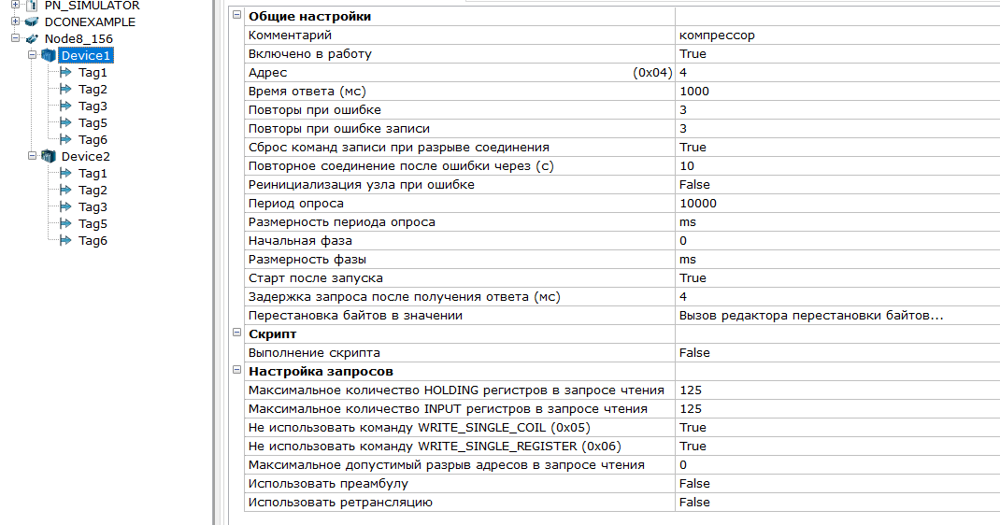 PN_SIMULATOR
DCONEXAMPLE
Node8_156
Device1
Tag1
Tag2
Tag3
Tag5
Tag6
Device2
Tag1
Tag2
Tag3
Tag5
Tag6
Общие настройки
Комментарий компрессор
Включено в работу True
Адрес (0x04) 4
Время ответа (мс) 1000
Повторы при ошибке 3
Повторы при ошибке записи 3
Сброс команд записи при разрыве соединения True
Повторное соединение после ошибки через (с) 10
Реинициализация узла при ошибке False
Период опроса 10000
Размерность периода опроса ms
Начальная фаза 0
Размерность фазы ms
Старт после запуска True
Задержка запроса после получения ответа (мс) 4
Перестановка байтов в значении Вызов редактора перестановки байтов...
Скрипт
Выполнение скрипта False
Настройка запросов
Максимальное количество HOLDING регистров в запросе чтения 125
Максимальное количество INPUT регистров в запросе чтения 125
Не использовать команду WRITE_SINGLE_COIL (0x05) True
Не использовать команду WRITE_SINGLE_REGISTER (0x06) True
Максимальное допустимый разрыв адресов в запросе чтения 0
Использовать преамбулу False
Использовать ретрансляцию False